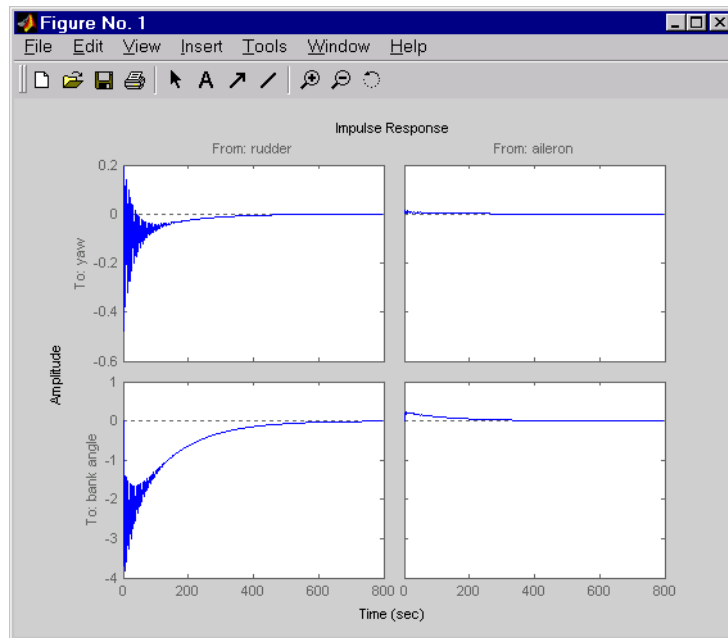 Figure No. 1
File Edit View Insert Tools Window Help
A
Impulse Response
From: rudder
From: aileron
0.2
0
-0.2
-0.4
-0.6
To: yaw
Amplitude
1
0
-1
-2
-3
-4
To: bank angle
0 200 400 600 800
0 200 400 600 800
Time (sec)